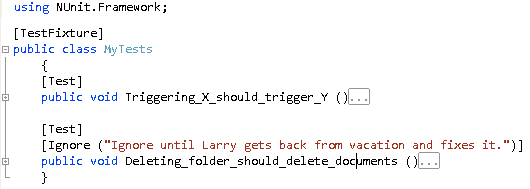 using NUnit.Framework;
[TestFixture]
public class MyTests
{
[Test]
public void Triggering_X_should_trigger_Y ()...
[Test]
[Ignore ("Ignore until Larry gets back from vacation and fixes it.")]
public void Deleting_folder_should_delete_documents ()...
}